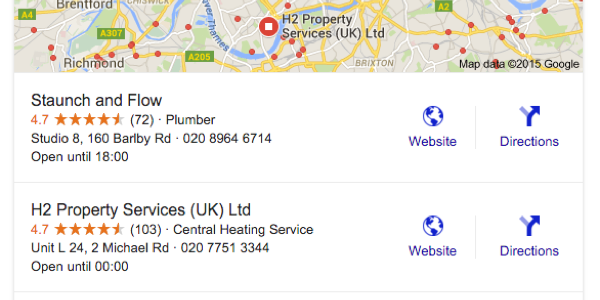 Brentford
A4
Chiswick
A307
Richmond
A205
A2
H2 Property
Services (UK) Ltd
BRIXTON
Map data ©2015 Google
Staunch and Flow
4.7 ★★★★★ (72) · Plumber
Studio 8, 160 Barlby Rd · 020 8964 6714
Open until 18:00
Website
Directions
H2 Property Services (UK) Ltd
4.7 ★★★★★ (103) · Central Heating Service
Unit L 24, 2 Michael Rd · 020 7751 3344
Open until 00:00
Website
Directions